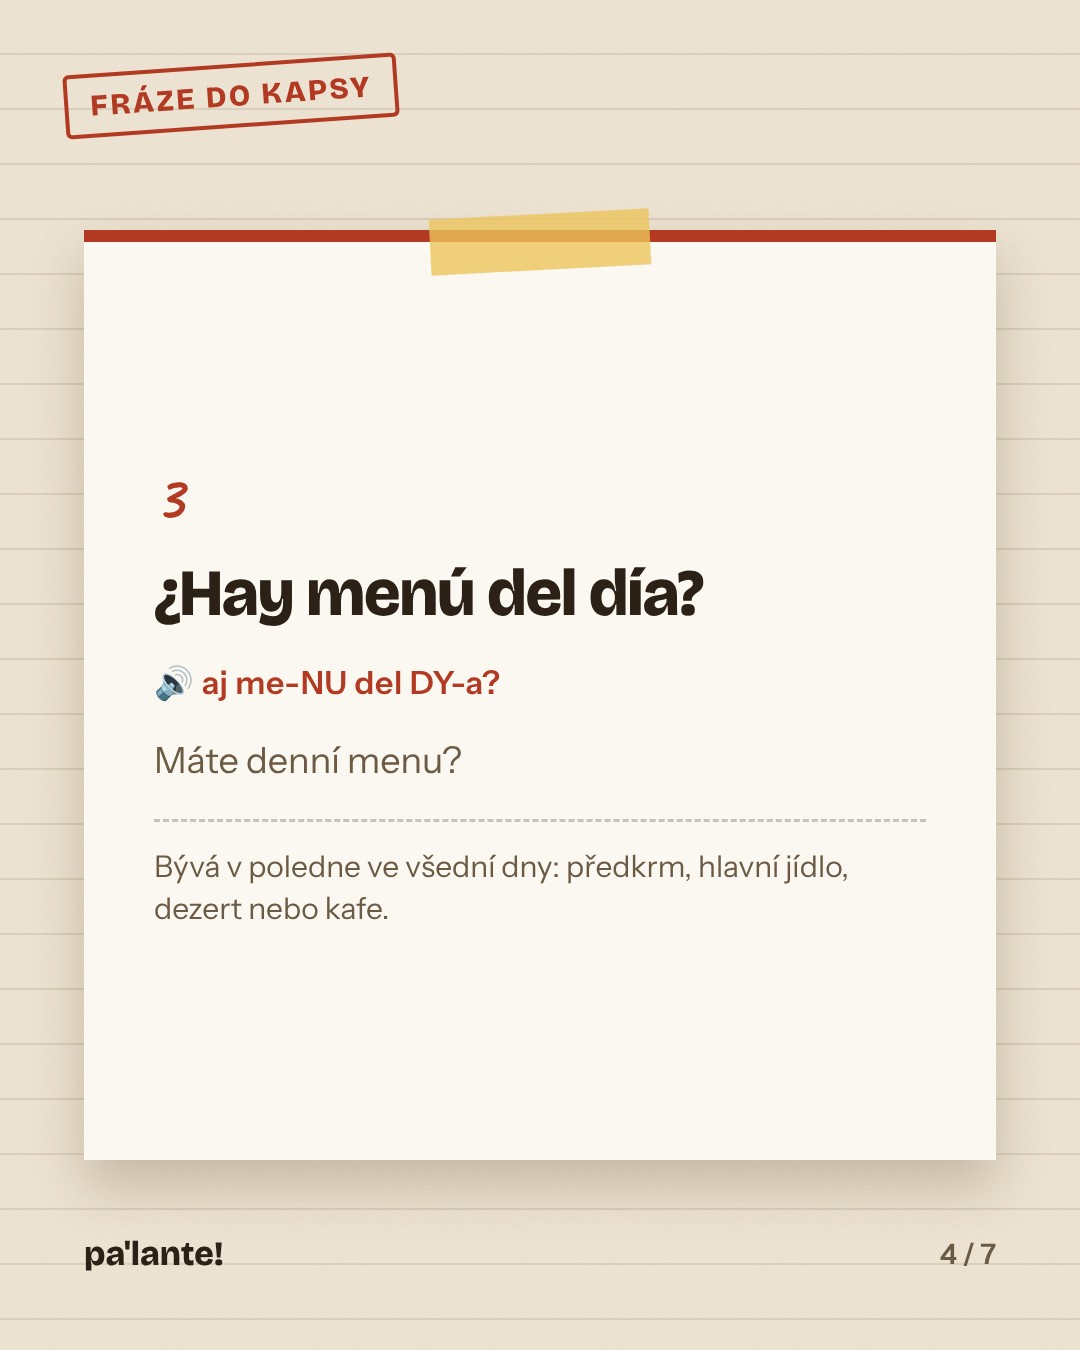 FRÁZE DO KAPSY
3
¿Hay menú del día?
🔊 aj me-NU del DY-a?
Máte denní menu?
Bývá v poledne ve všední dny: předkrm, hlavní jídlo,
dezert nebo kafe.
pa'lante!
4 / 7